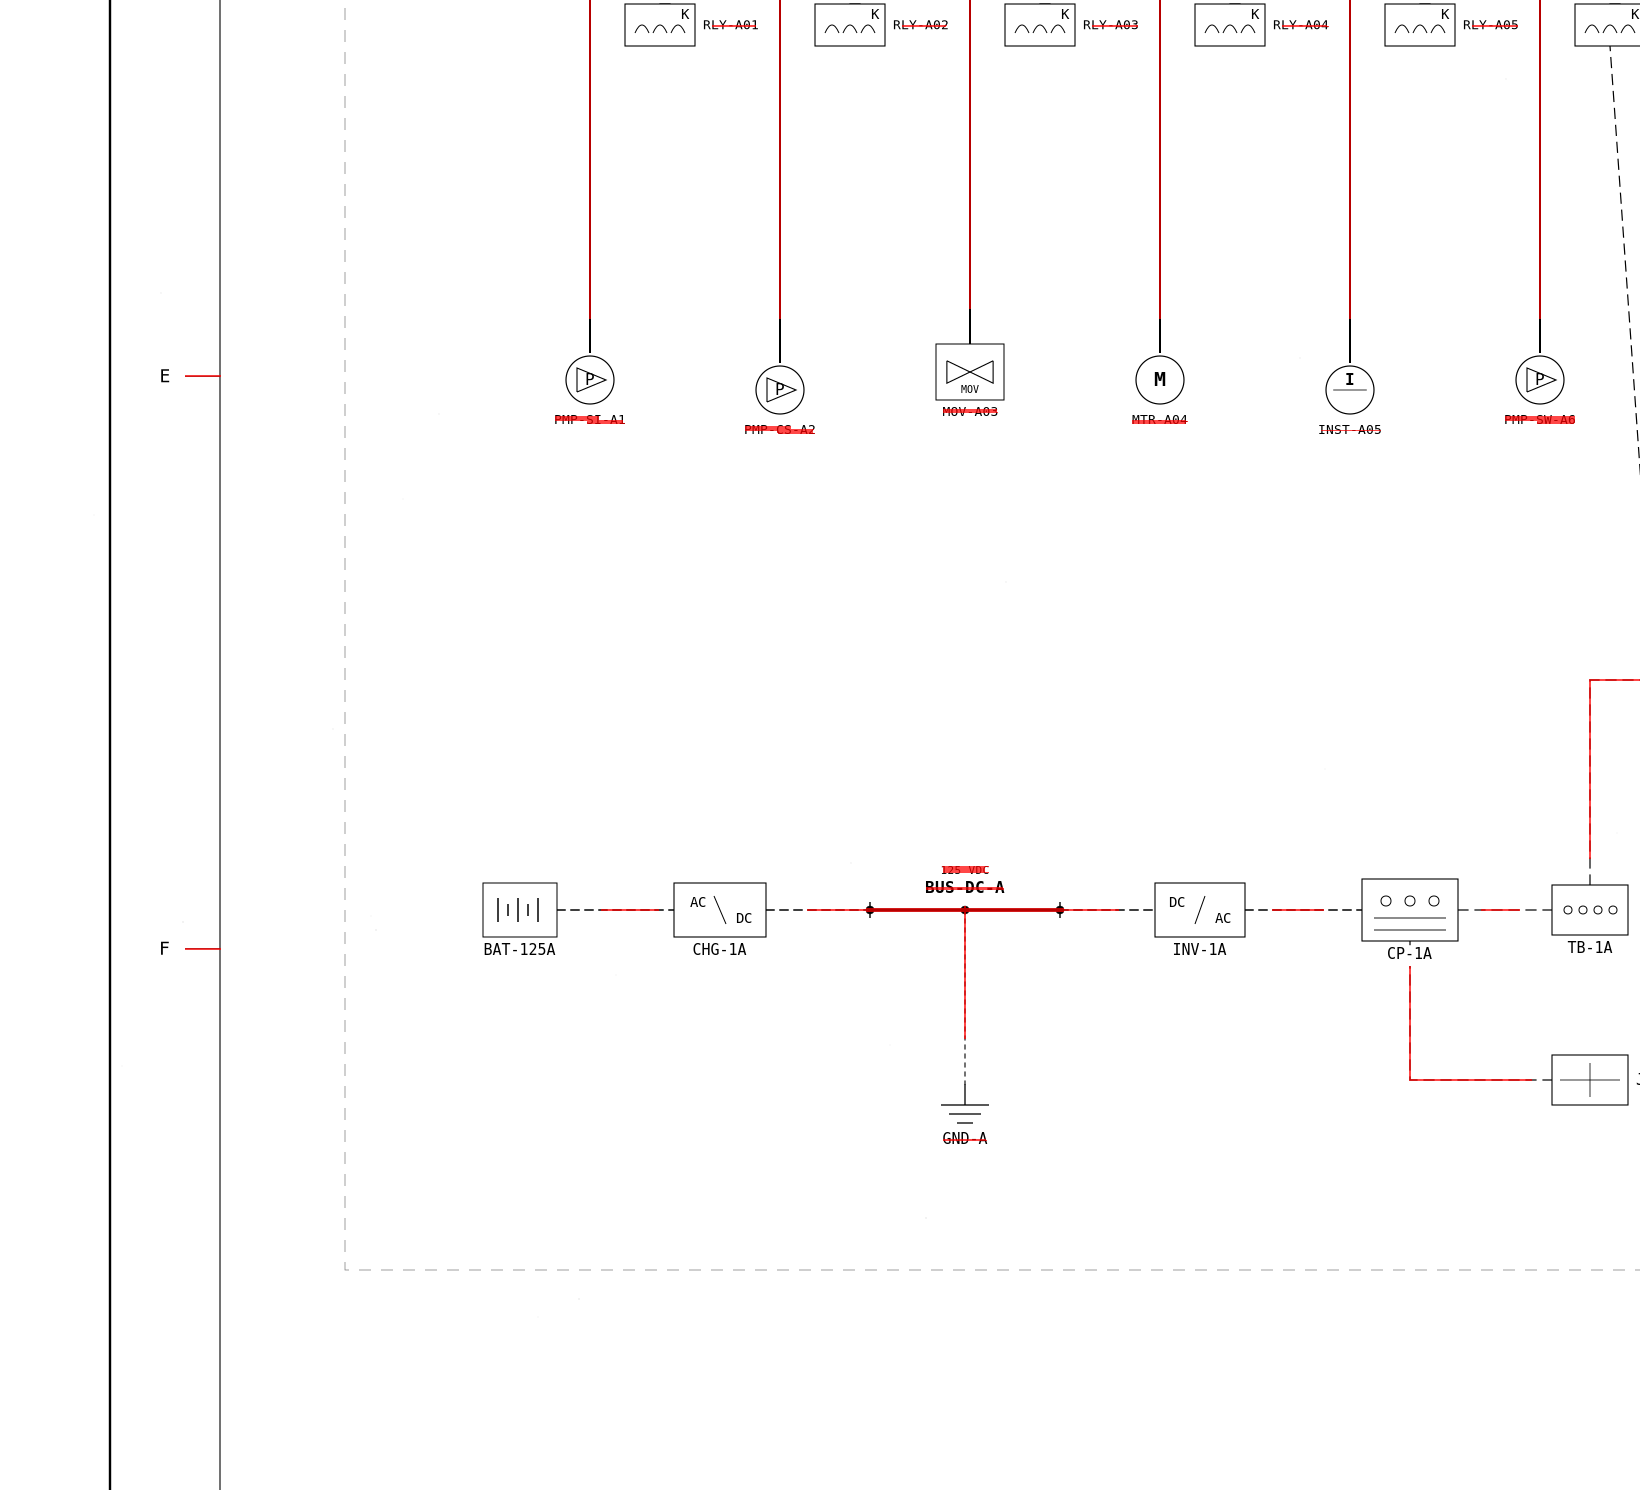 K RLY-A01 K RLY-A02 K RLY-A03 K RLY-A04 K RLY-A05 K
E
P P MOV M I P
PMP-SI-A1 PMP-CS-A2 MOV-A03 MTR-A04 INST-A05 PMP-SW-A6
125 VDC
BUS-DC-A
AC DC DC AC
F
BAT-125A CHG-1A INV-1A CP-1A TB-1A
GND-A